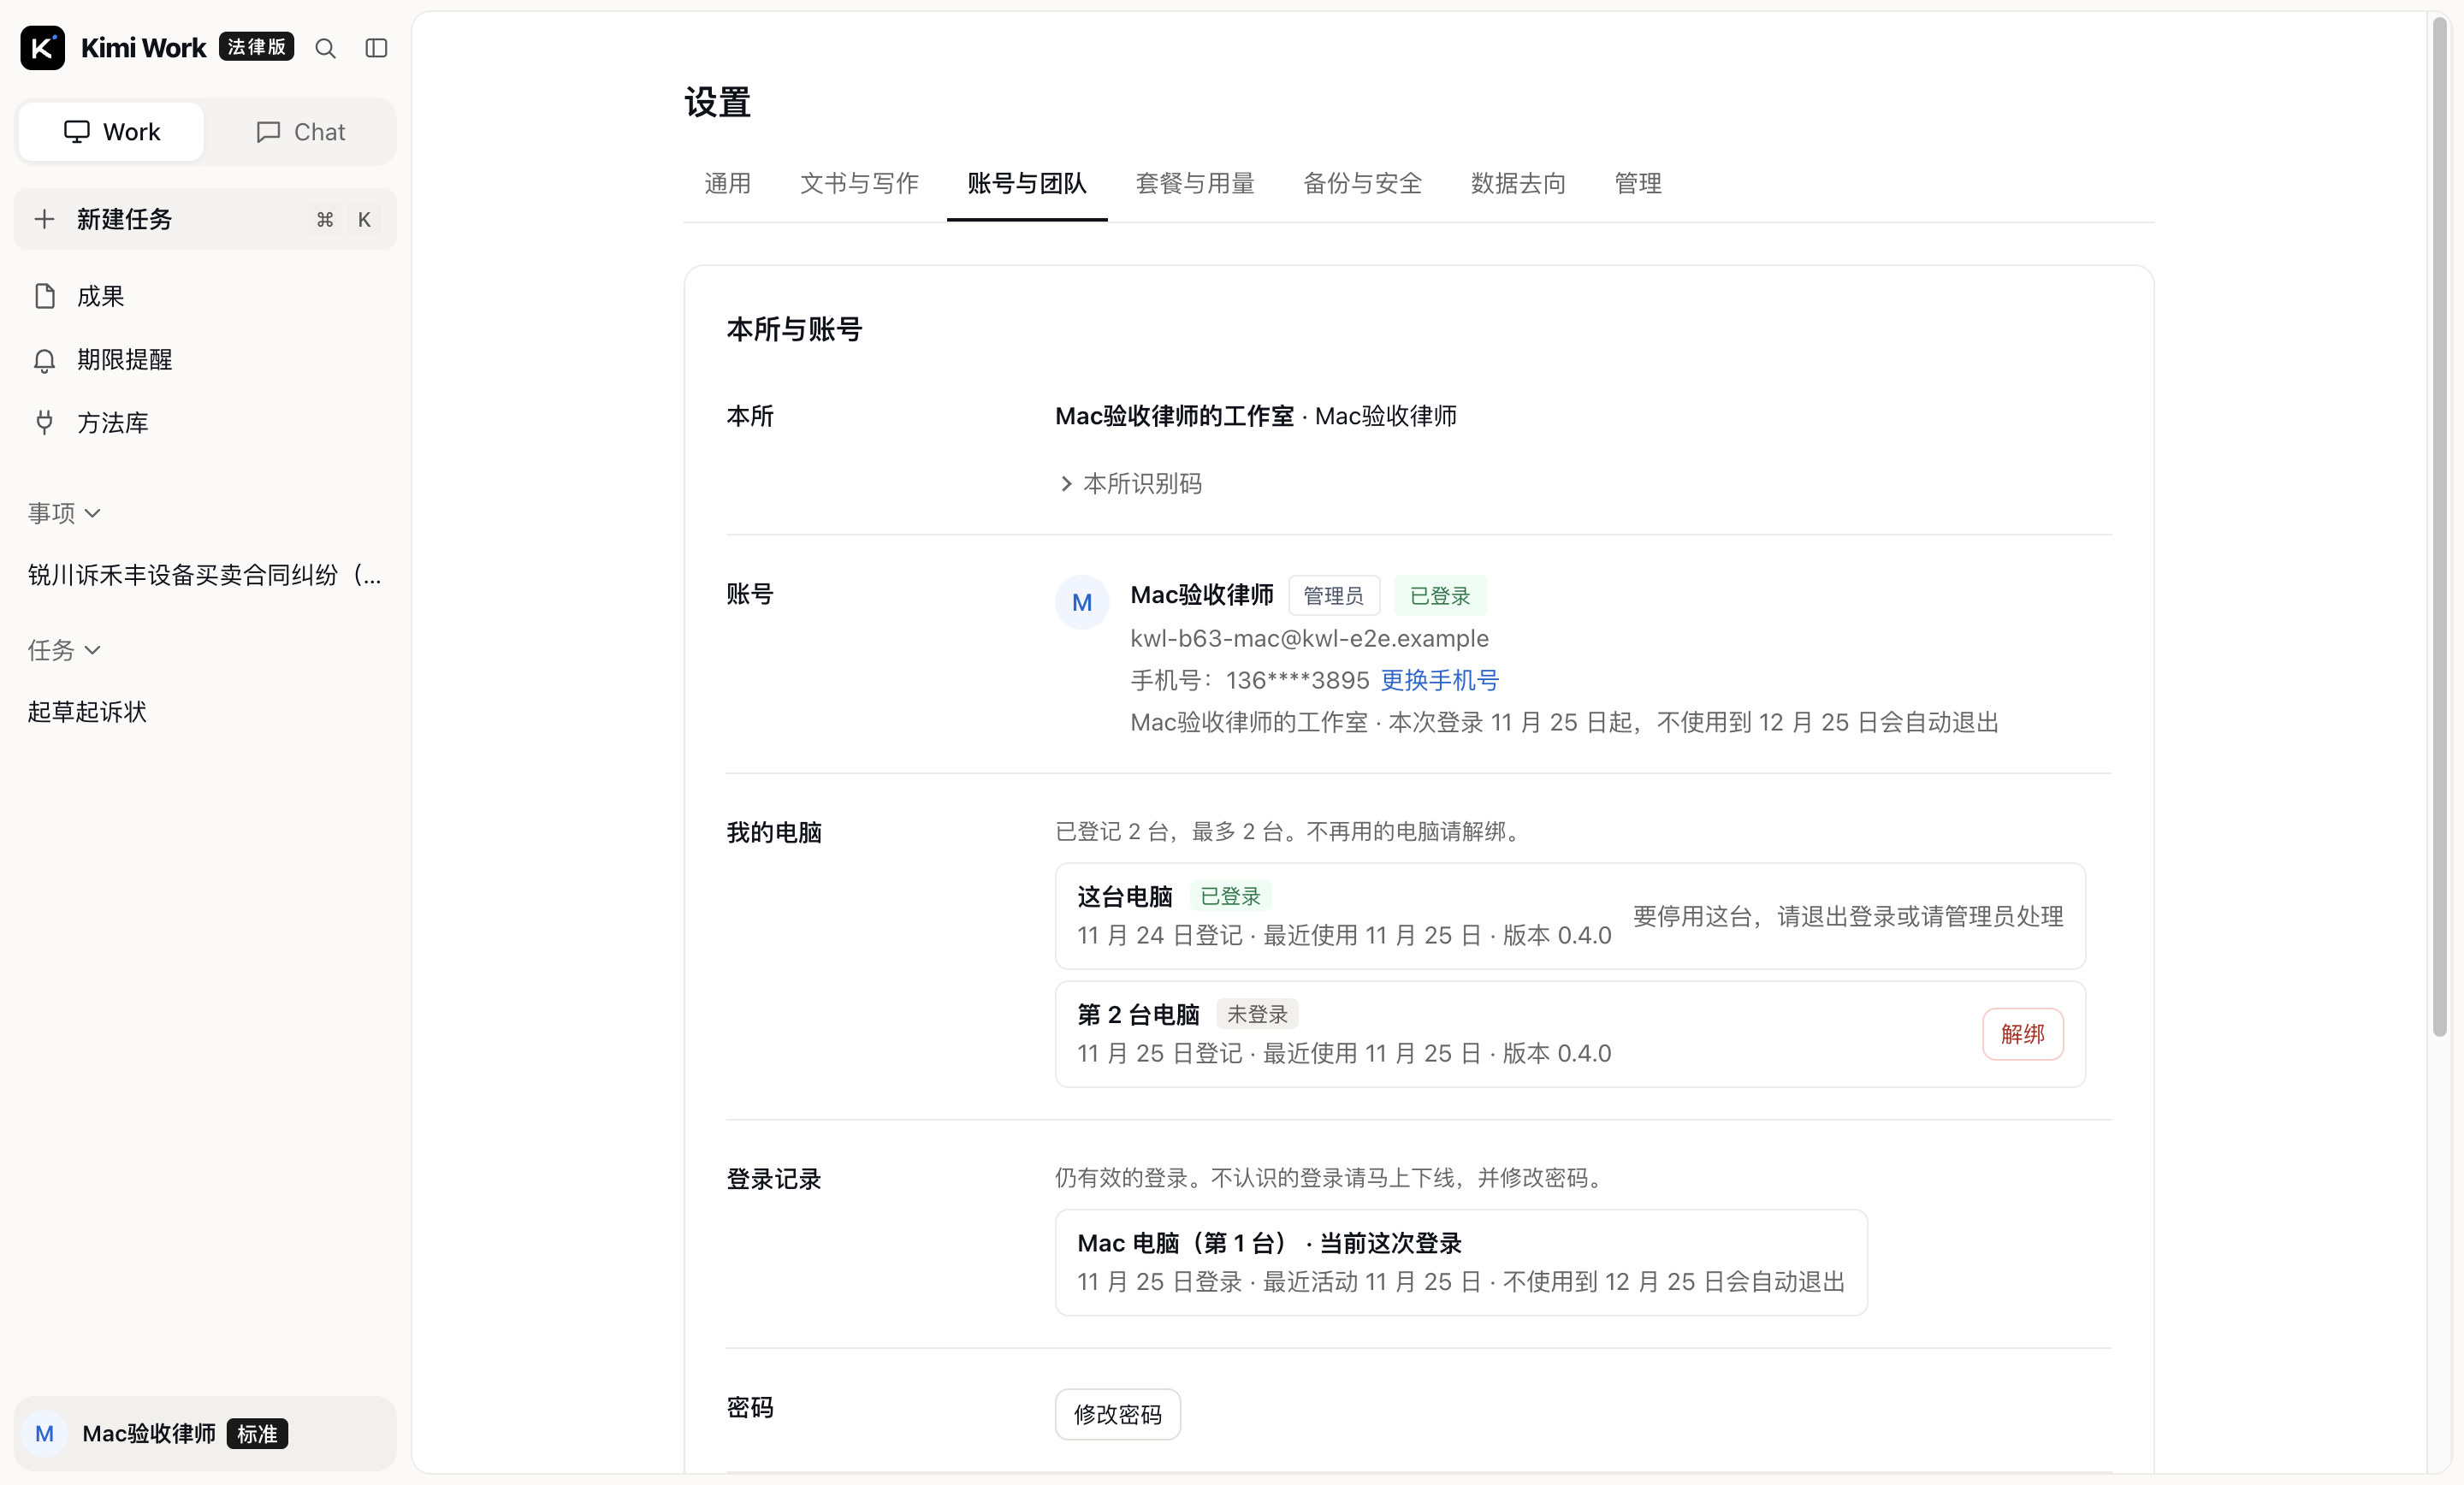 Kimi Work 法律版
Work
Chat
新建任务 ⌘ K
成果
期限提醒
方法库
事项
锐川诉禾丰设备买卖合同纠纷（...
任务
起草起诉状
M Mac验收律师 标准
设置
通用 文书与写作 账号与团队 套餐与用量 备份与安全 数据去向 管理
本所与账号
本所
Mac验收律师的工作室 · Mac验收律师
本所识别码
账号
M
Mac验收律师 管理员 已登录
kwl-b63-mac@kwl-e2e.example
手机号：136****3895 更换手机号
Mac验收律师的工作室 · 本次登录 11 月 25 日起，不使用到 12 月 25 日会自动退出
我的电脑
已登记 2 台，最多 2 台。不再用的电脑请解绑。
这台电脑 已登录
11 月 24 日登记 · 最近使用 11 月 25 日 · 版本 0.4.0
要停用这台，请退出登录或请管理员处理
第 2 台电脑 未登录
11 月 25 日登记 · 最近使用 11 月 25 日 · 版本 0.4.0
解绑
登录记录
仍有效的登录。不认识的登录请马上下线，并修改密码。
Mac 电脑（第 1 台） · 当前这次登录
11 月 25 日登录 · 最近活动 11 月 25 日 · 不使用到 12 月 25 日会自动退出
密码
修改密码